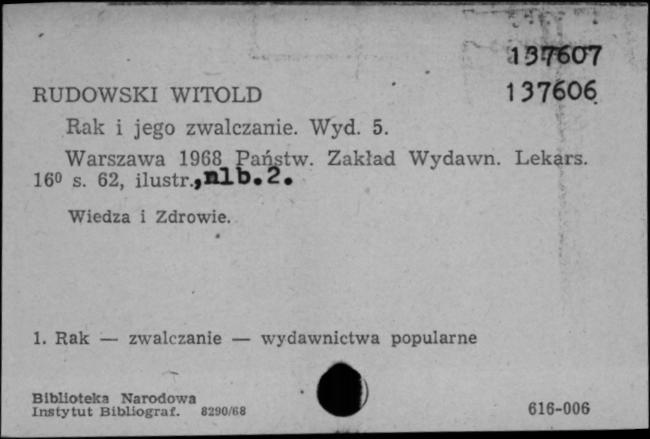 137607
RUDOWSKI WITOLD 137606
Rak i jego zwalczanie. Wyd. 5.
Warszawa 1968 Państw. Zakład Wydawn. Lekars.
16⁰ s. 62, ilustr.,nlb.2.
Wiedza i Zdrowie.
1. Rak — zwalczanie — wydawnictwa popularne
Biblioteka Narodowa
Instytut Bibliograf. 8290/68 616-006